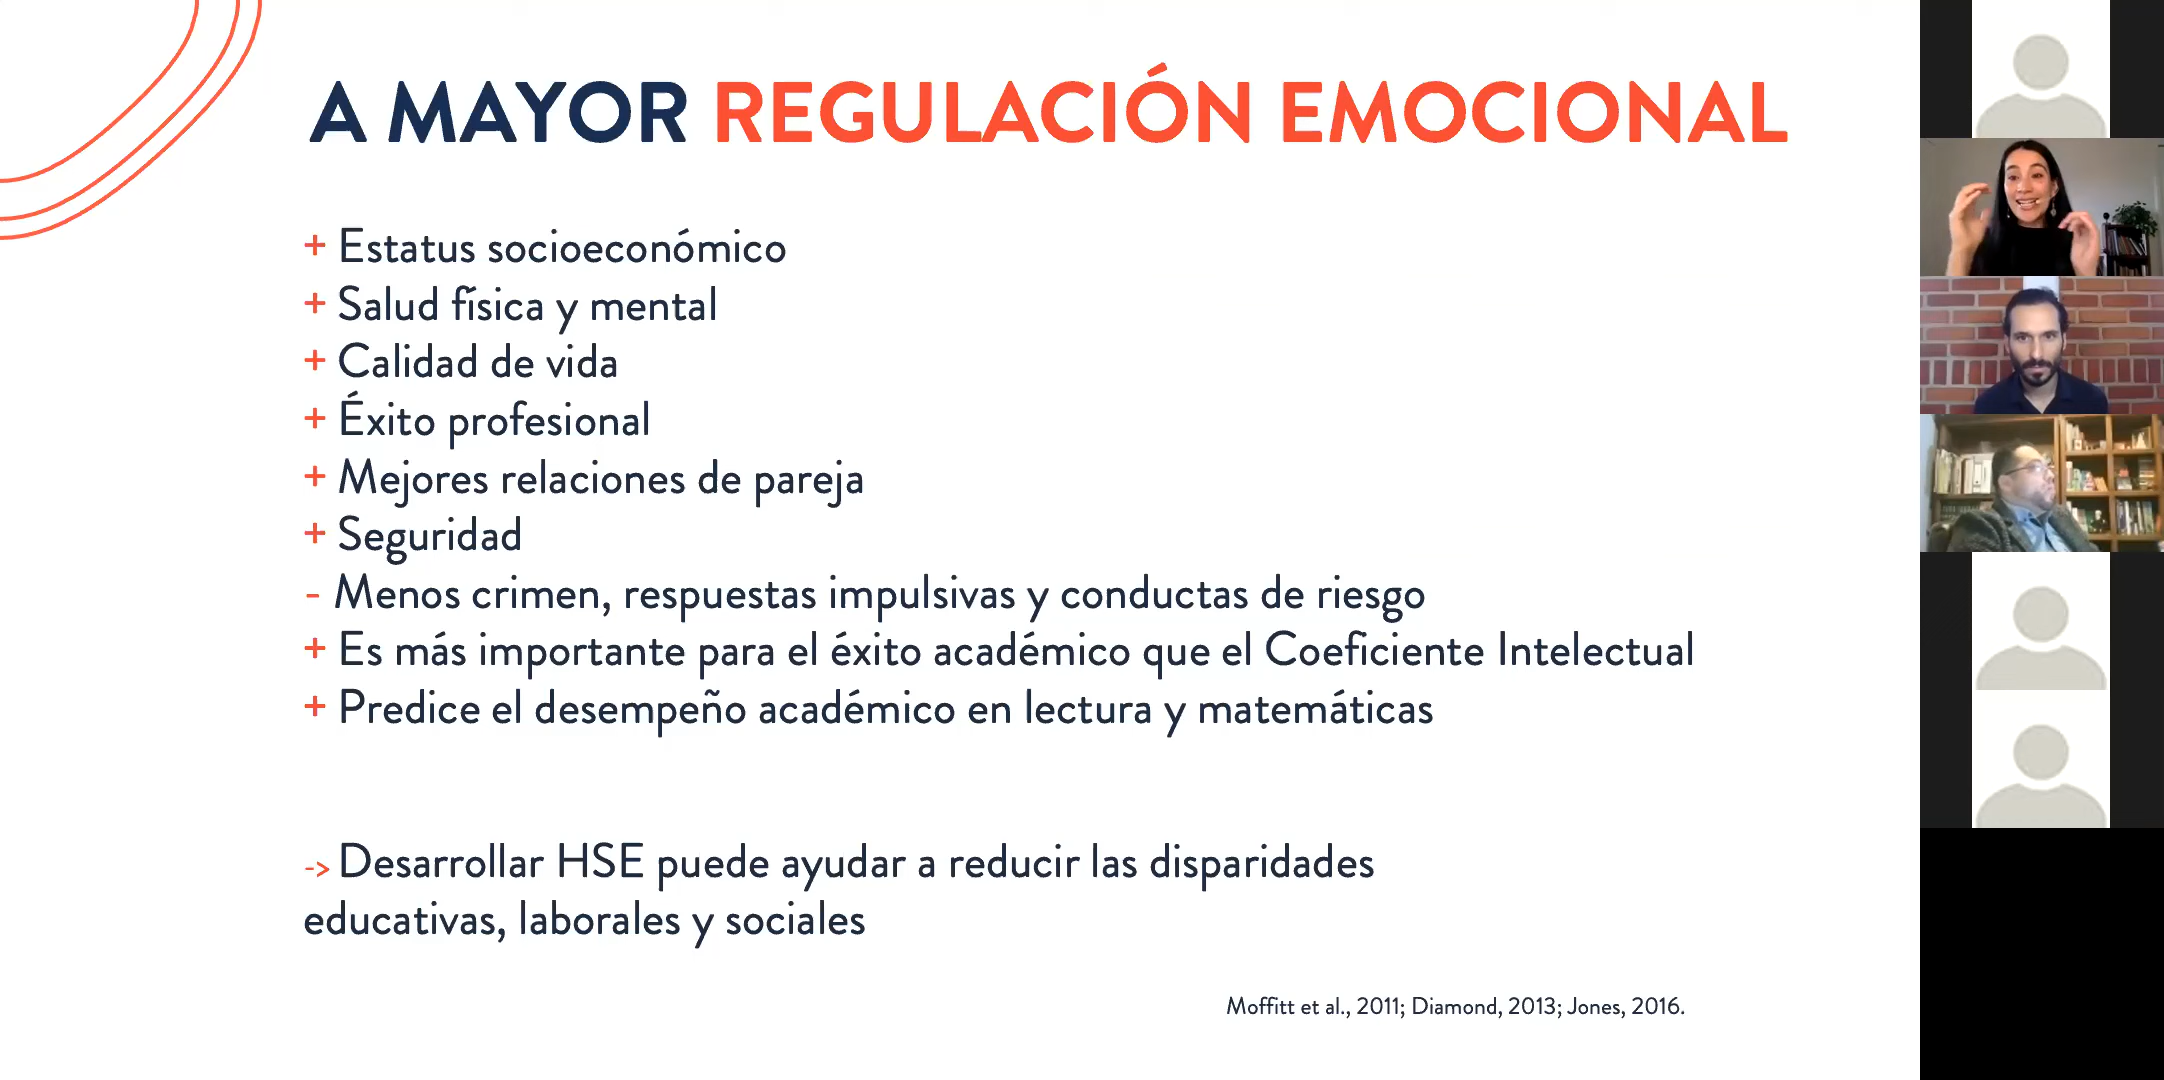 A MAYOR REGULACIÓN EMOCIONAL
+ Estatus socioeconómico
+ Salud física y mental
+ Calidad de vida
+ Éxito profesional
+ Mejores relaciones de pareja
+ Seguridad
- Menos crimen, respuestas impulsivas y conductas de riesgo
+ Es más importante para el éxito académico que el Coeficiente Intelectual
+ Predice el desempeño académico en lectura y matemáticas
-> Desarrollar HSE puede ayudar a reducir las disparidades
educativas, laborales y sociales
Moffitt et al., 2011; Diamond, 2013; Jones, 2016.